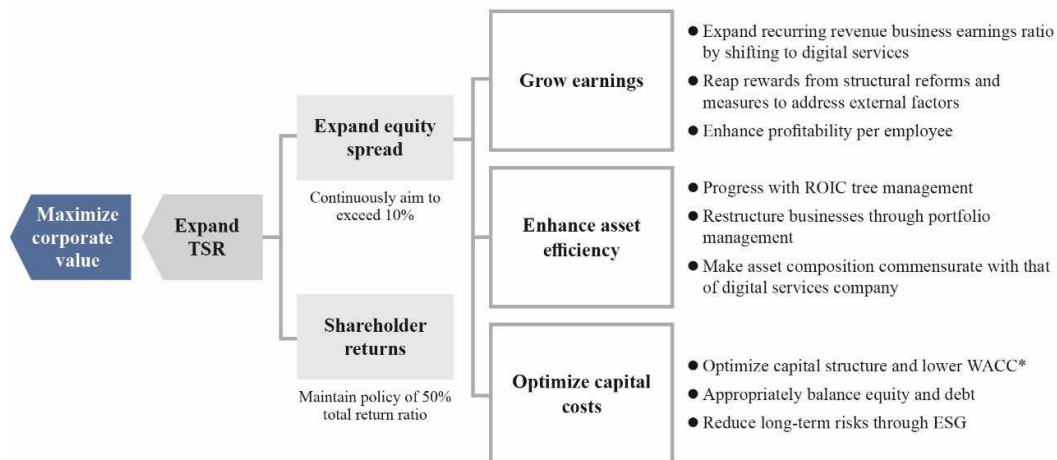 Maximize
corporate
value
Expand
TSR
Expand equity
spread
Continuously aim to
exceed 10%
Shareholder
returns
Maintain policy of 50%
total return ratio
Grow earnings
● Expand recurring revenue business earnings ratio
by shifting to digital services
● Reap rewards from structural reforms and
measures to address external factors
● Enhance profitability per employee
Enhance asset
efficiency
● Progress with ROIC tree management
● Restructure businesses through portfolio
management
● Make asset composition commensurate with that
of digital services company
Optimize capital
costs
● Optimize capital structure and lower WACC*
● Appropriately balance equity and debt
● Reduce long-term risks through ESG